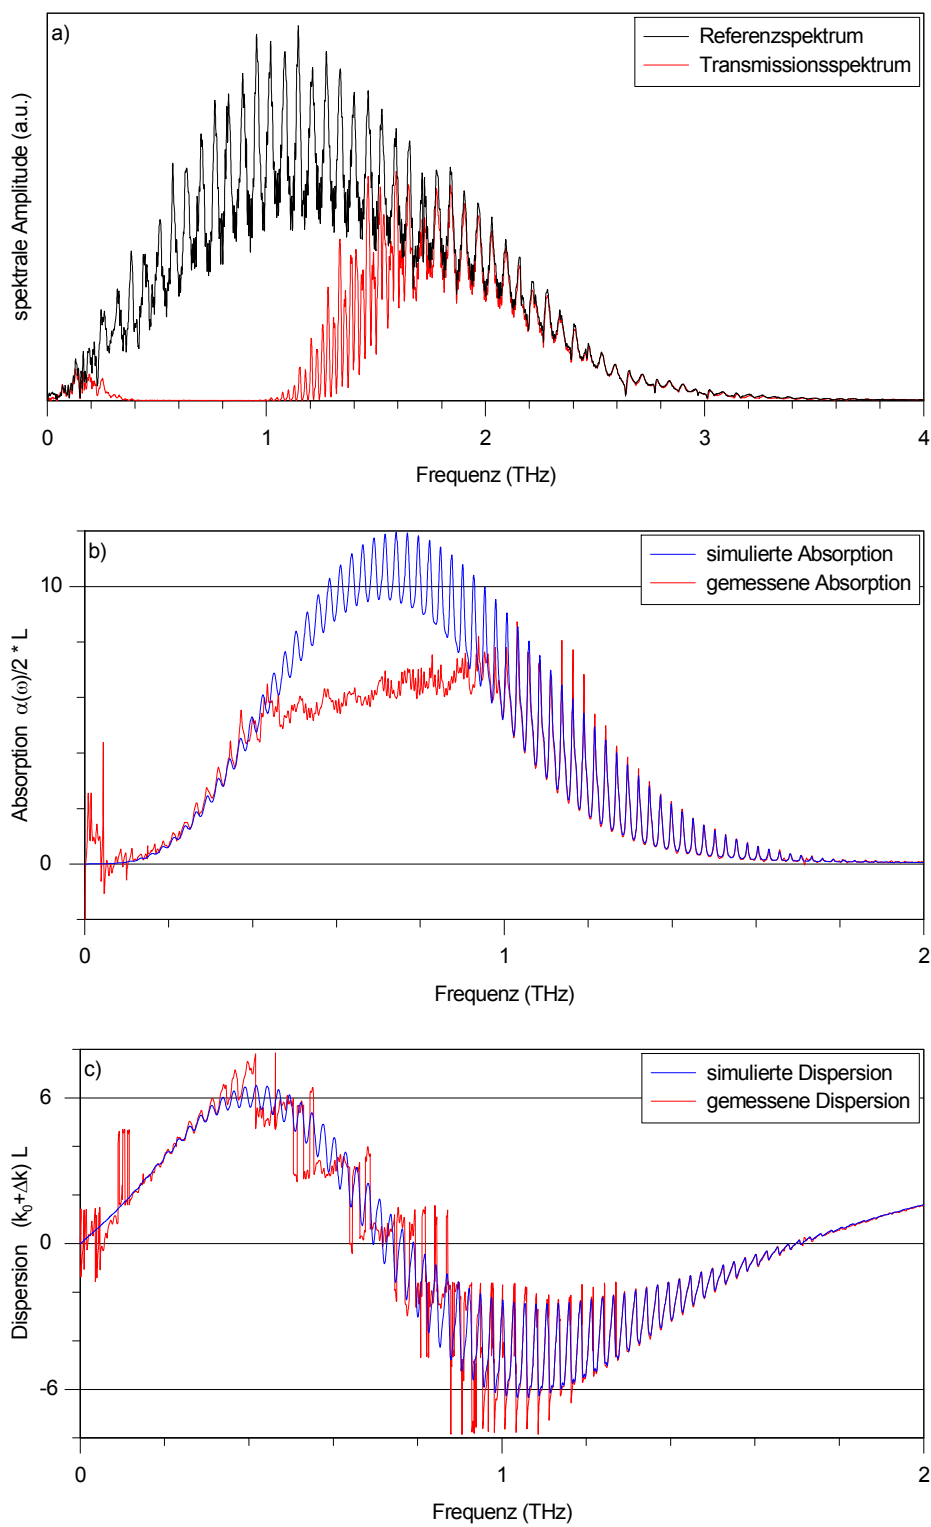 a)
Referenzspektrum
Transmissionsspektrum
spektrale Amplitude (a.u.)
0 1 2 3 4
Frequenz (THz)
b)
simulierte Absorption
gemessene Absorption
10
0
Absorption α(ω)/2 * L
0 1 2
Frequenz (THz)
c)
simulierte Dispersion
gemessene Dispersion
6
0
-6
Dispersion (k₀+Δk) L
0 1 2
Frequenz (THz)